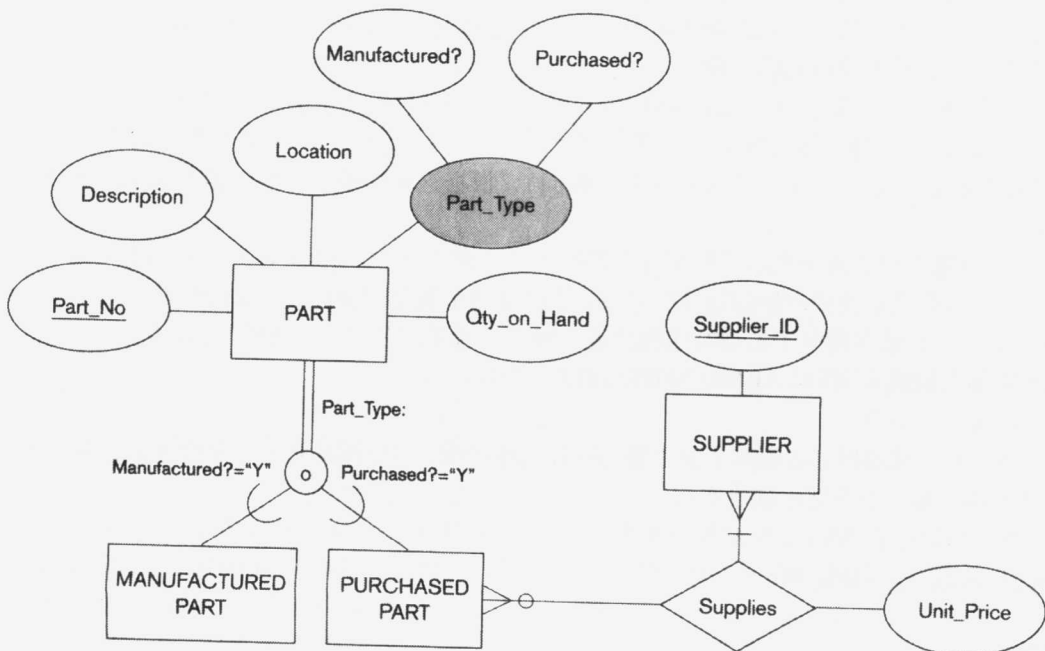 Manufactured?
Purchased?
Location
Description
Part_Type
Part_No
PART
Qty_on_Hand
Supplier_ID
Part_Type:
SUPPLIER
Manufactured?="Y"
o
Purchased?="Y"
MANUFACTURED
PART
PURCHASED
PART
Supplies
Unit_Price